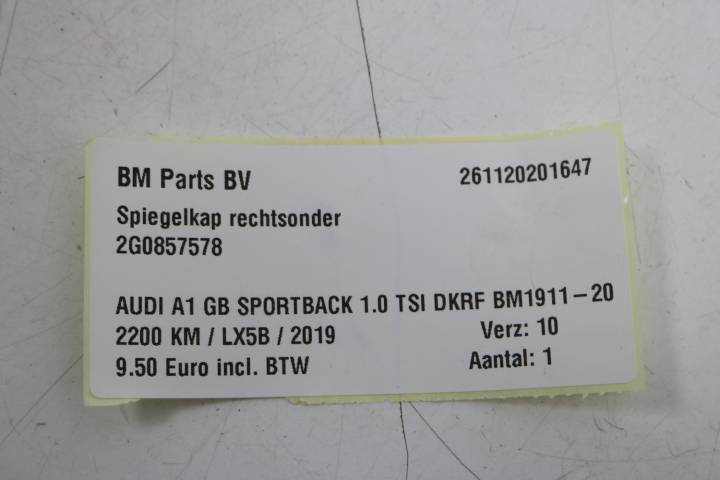 BM Parts BV 261120201647
Spiegelkap rechtsonder
2G0857578
AUDI A1 GB SPORTBACK 1.0 TSI DKRF BM1911-20
2200 KM / LX5B / 2019 Verz: 10
9.50 Euro incl. BTW Aantal: 1